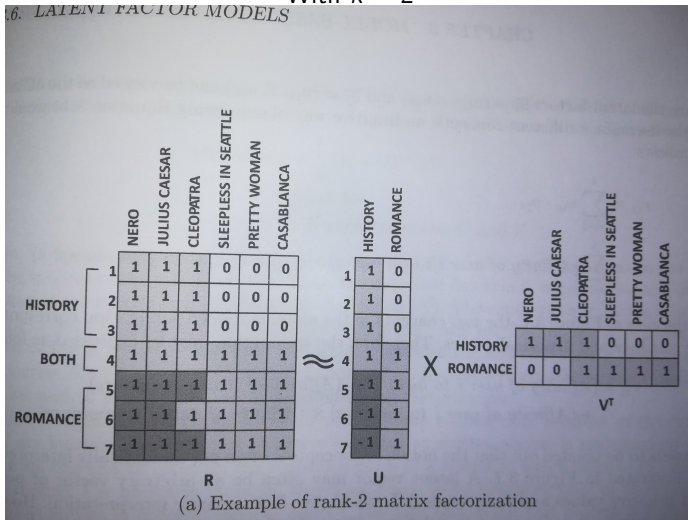 .6. LATENT FACTOR MODELS
NERO JULIUS CAESAR CLEOPATRA SLEEPLESS IN SEATTLE PRETTY WOMAN CASABLANCA
HISTORY ROMANCE
NERO JULIUS CAESAR CLEOPATRA SLEEPLESS IN SEATTLE PRETTY WOMAN CASABLANCA
HISTORY
BOTH
ROMANCE
1 1 1 1 0 0 0
2 1 1 1 0 0 0
3 1 1 1 0 0 0
4 1 1 1 1 1 1
5 -1 -1 -1 1 1 1
6 -1 -1 1 1 1 1
7 -1 -1 -1 1 1 1
R
≈
1 1 0
2 1 0
3 1 0
4 1 1
5 -1 1
6 -1 1
7 -1 1
U
X
HISTORY 1 1 1 0 0 0
ROMANCE 0 0 1 1 1 1
Vᵀ
(a) Example of rank-2 matrix factorization